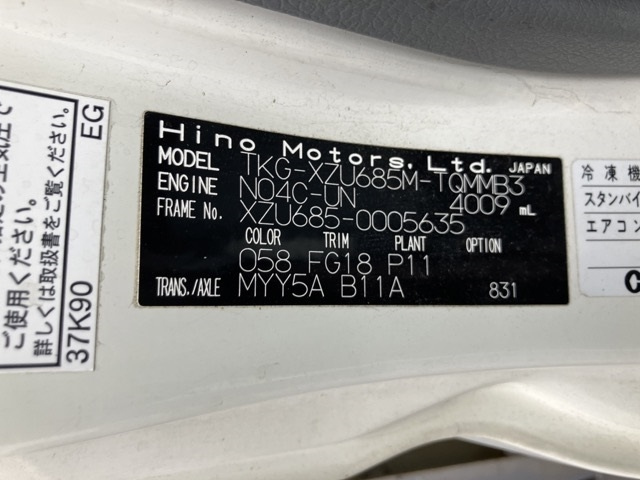 Hino Motors, Ltd. JAPAN
MODEL TKG-XZU685M-TQMMB3
ENGINE N04C-UN 4009 mL
FRAME No. XZU685-0005635
COLOR TRIM PLANT OPTION
058 FG18 P11
TRANS./AXLE MYY5A B11A 831
ご使用ください。
詳しくは取扱書をご覧ください。
37K90 EG
冷凍機
スタンバイ
エアコン